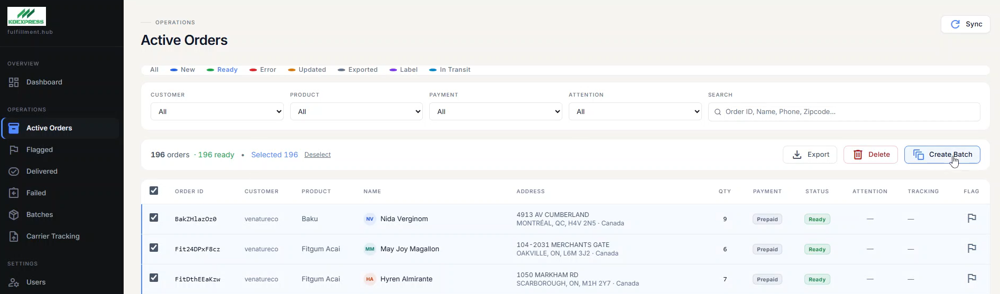 KDEXPRESS
fulfillment.hub
OVERVIEW
Dashboard
OPERATIONS
Active Orders
Flagged
Delivered
Failed
Batches
Carrier Tracking
SETTINGS
Users
OPERATIONS
Active Orders
Sync
All New Ready Error Updated Exported Label In Transit
CUSTOMER PRODUCT PAYMENT ATTENTION SEARCH
All All All All Order ID, Name, Phone, Zipcode...
196 orders · 196 ready • Selected 196 Deselect Export Delete Create Batch
ORDER ID CUSTOMER PRODUCT NAME ADDRESS QTY PAYMENT STATUS ATTENTION TRACKING FLAG
BakZHlazOz0 venatureco Baku NV Nida Verginom 4913 AV CUMBERLAND 9 Prepaid Ready — —
MONTRÉAL, QC, H4V 2N5 · Canada
Fit24DPxF8cz venatureco Fitgum Acai MM May Joy Magallon 104-2031 MERCHANTS GATE 6 Prepaid Ready — —
OAKVILLE, ON, L6M 3J2 · Canada
FitDthEEaKzw venatureco Fitgum Acai HA Hyren Almirante 1050 MARKHAM RD 7 Prepaid Ready — —
SCARBOROUGH, ON, M1H 2Y7 · Canada